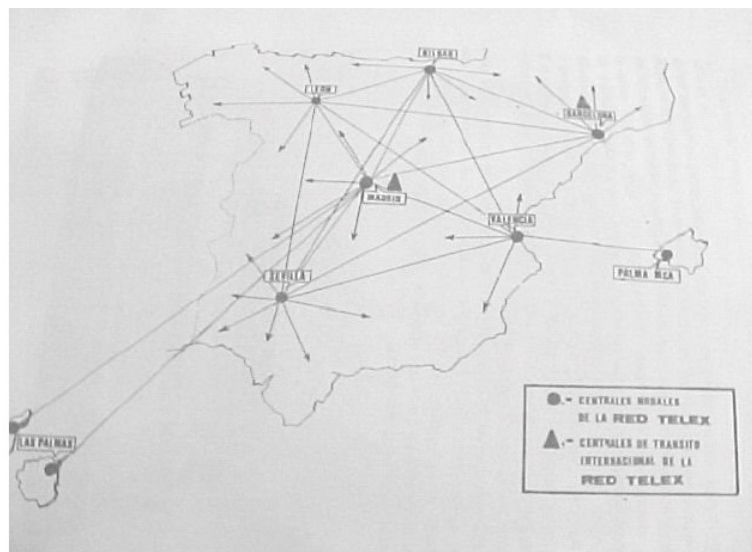 BILBAO
LEON
BARCELONA
MADRID
VALENCIA
PALMA MCA
SEVILLA
LAS PALMAS
.- CENTRALES NODALES
DE LA RED TELEX
.- CENTRALES DE TRANSITO
INTERNACIONAL DE LA
RED TELEX